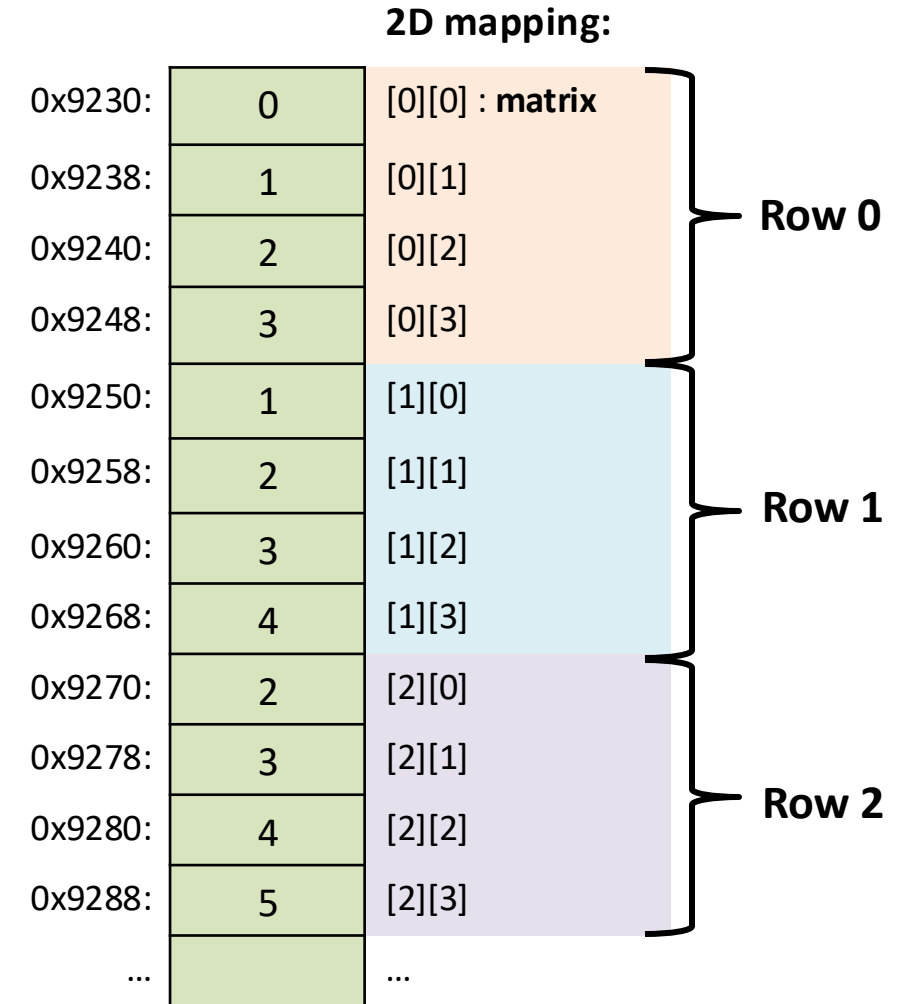 2D mapping:
0x9230: 0 [0][0] : matrix
0x9238: 1 [0][1]
Row 0
0x9240: 2 [0][2]
0x9248: 3 [0][3]
0x9250: 1 [1][0]
0x9258: 2 [1][1]
Row 1
0x9260: 3 [1][2]
0x9268: 4 [1][3]
0x9270: 2 [2][0]
0x9278: 3 [2][1]
Row 2
0x9280: 4 [2][2]
0x9288: 5 [2][3]
... ...